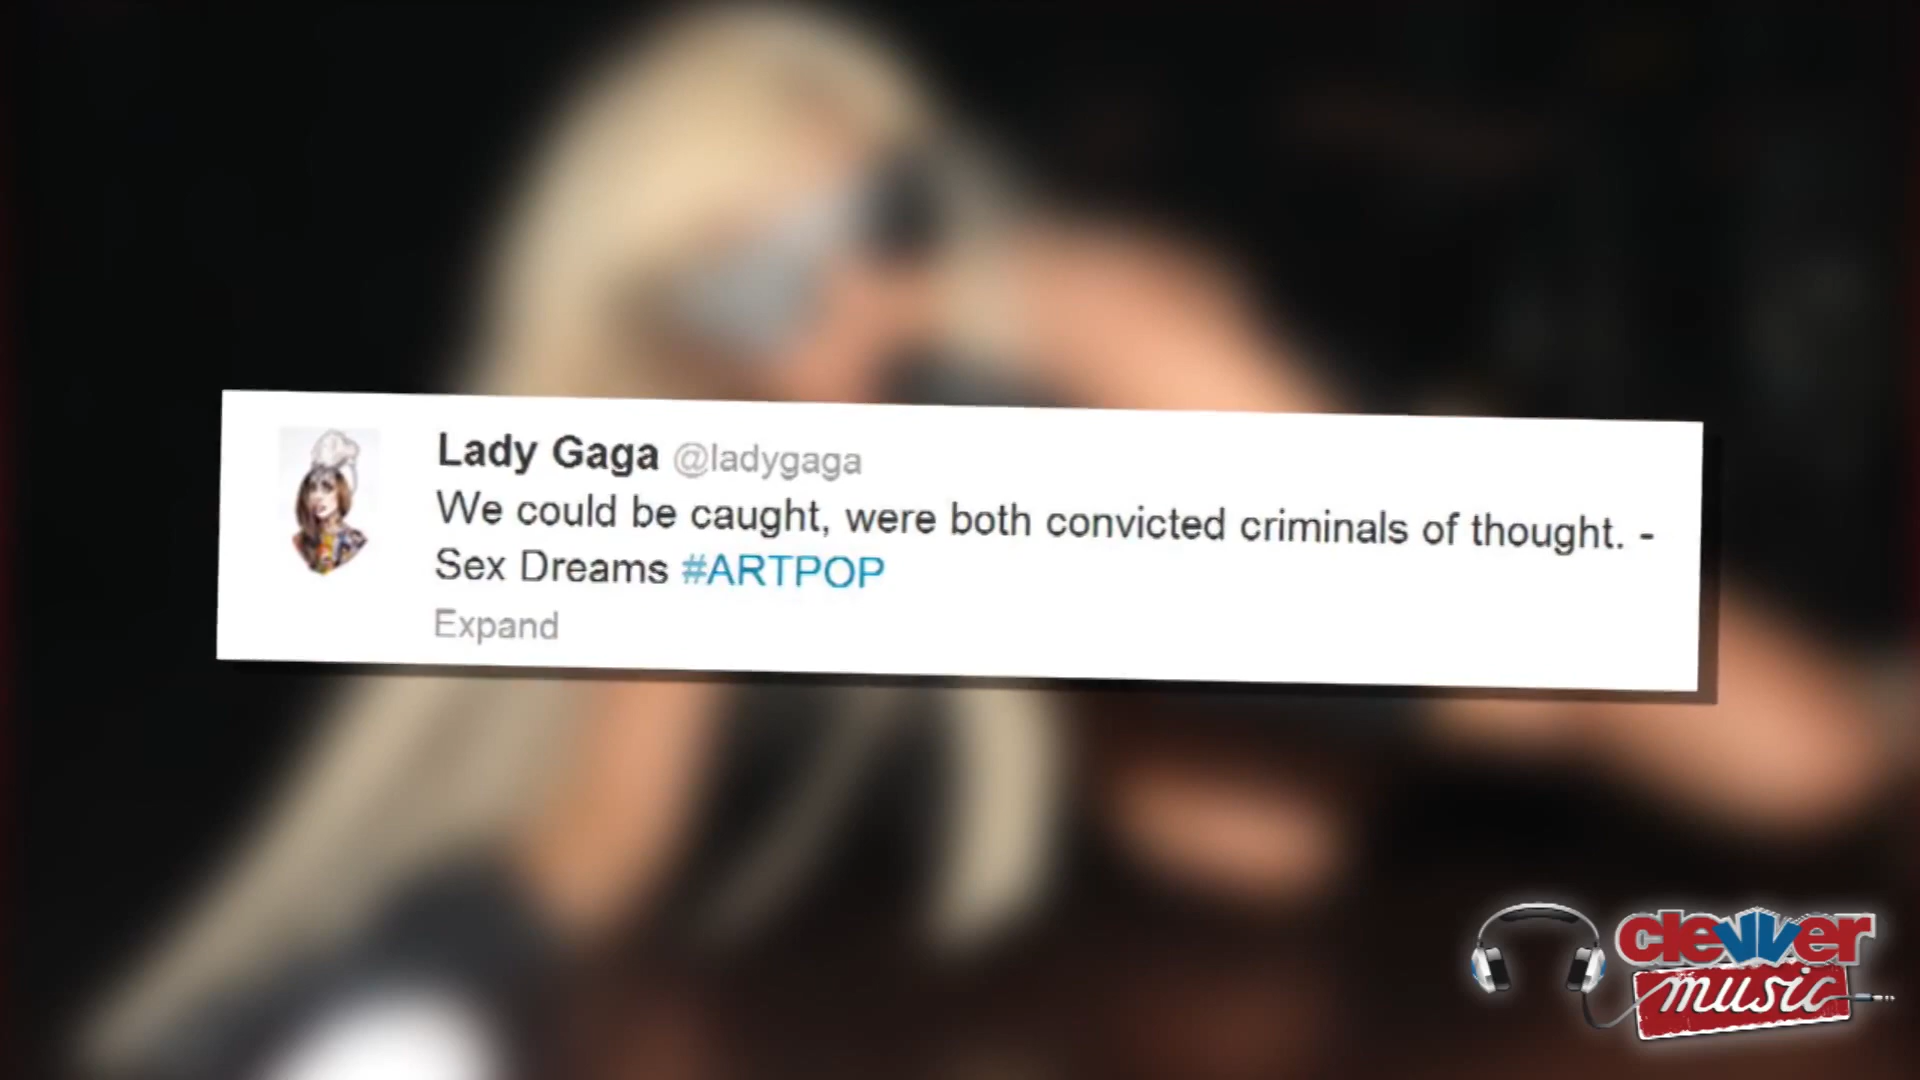 Lady Gaga @ladygaga
We could be caught, were both convicted criminals of thought. -
Sex Dreams #ARTPOP
Expand
clevver
music